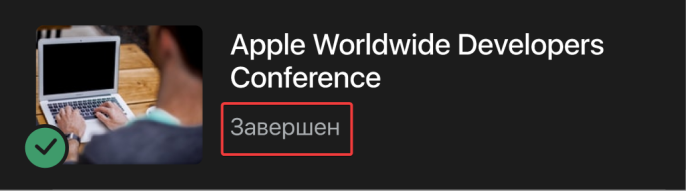 Apple Worldwide Developers
Conference
Завершен